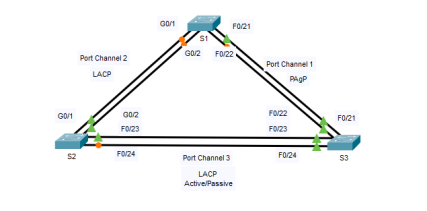 G0/1
F0/21
S1
G0/2
F0/22
Port Channel 2
LACP
Port Channel 1
PAgP
G0/1
G0/2
F0/23
F0/22
F0/23
F0/21
S2
F0/24
Port Channel 3
F0/24
S3
LACP
Active/Passive